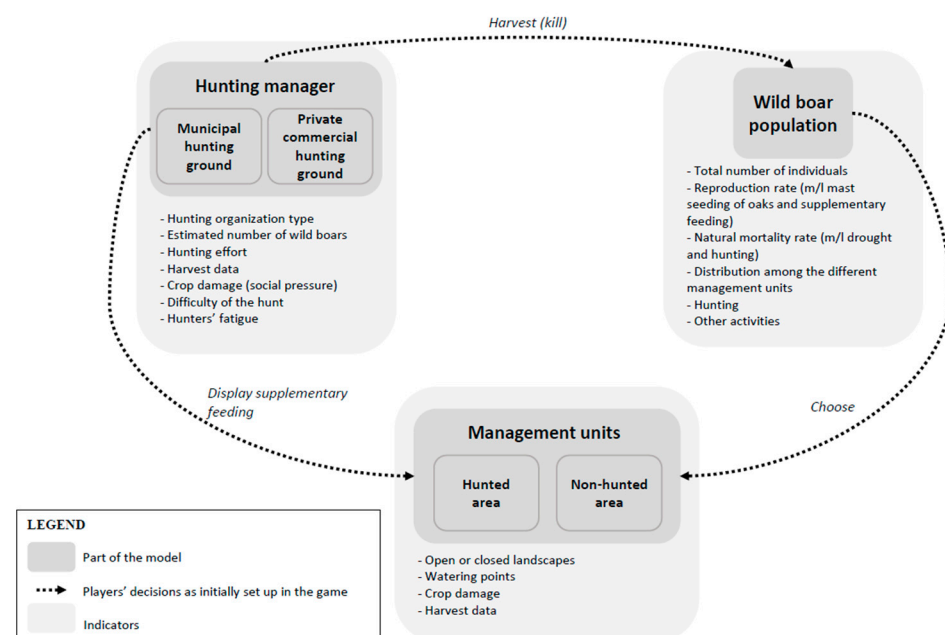 Harvest (kill)
Hunting manager
Municipal
hunting
ground
Private
commercial
hunting
ground
- Hunting organization type
- Estimated number of wild boars
- Hunting effort
- Harvest data
- Crop damage (social pressure)
- Difficulty of the hunt
- Hunters' fatigue
Wild boar
population
- Total number of individuals
- Reproduction rate (m/l mast
seeding of oaks and supplementary
feeding)
- Natural mortality rate (m/l drought
and hunting)
- Distribution among the different
management units
- Hunting
- Other activities
Display supplementary
feeding
Choose
Management units
Hunted
area
Non-hunted
area
- Open or closed landscapes
- Watering points
- Crop damage
- Harvest data
LEGEND
Part of the model
Players' decisions as initially set up in the game
Indicators